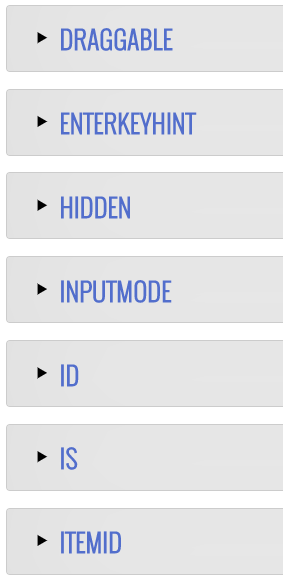 DRAGGABLE
ENTERKEYHINT
HIDDEN
INPUTMODE
ID
IS
ITEMID